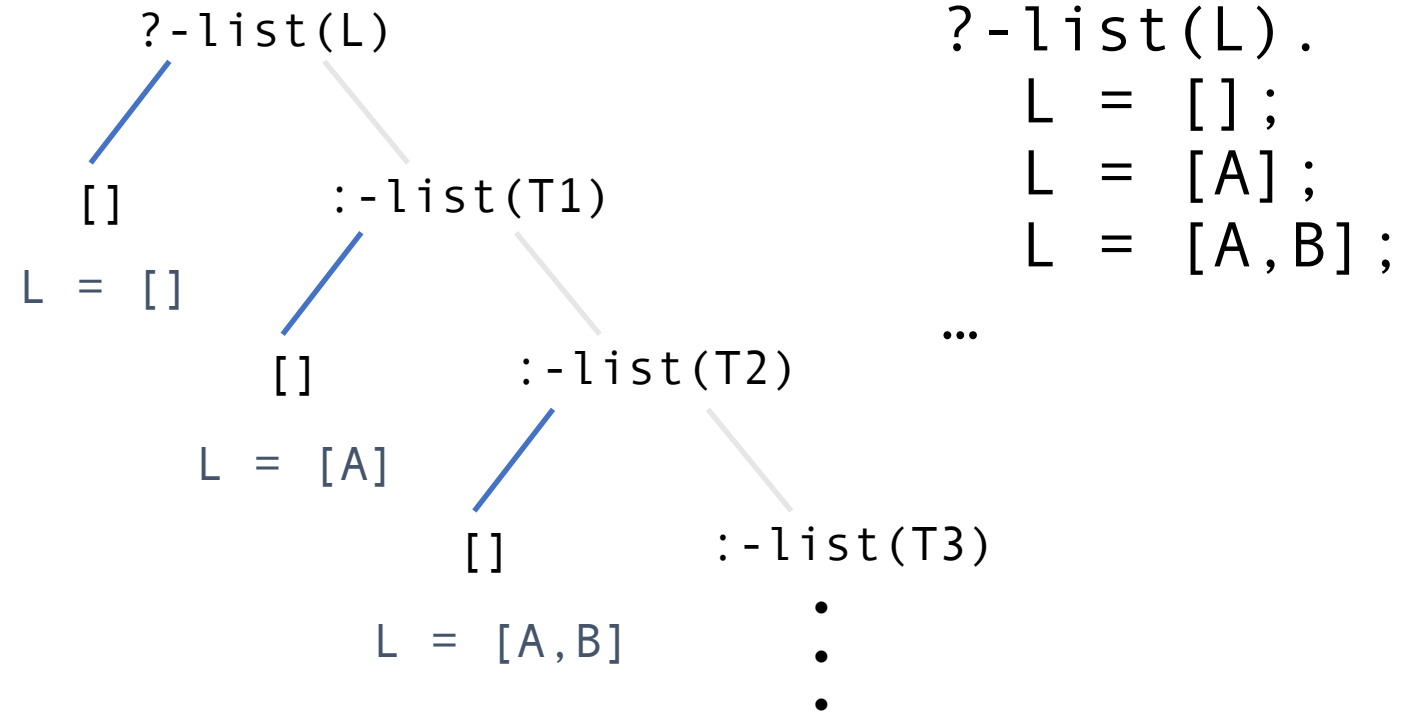 ?-list(L)
[]
:-list(T1)
L = []
[]
:-list(T2)
L = [A]
[]
:-list(T3)
L = [A,B]
?-list(L).
L = [];
L = [A];
L = [A,B];
…